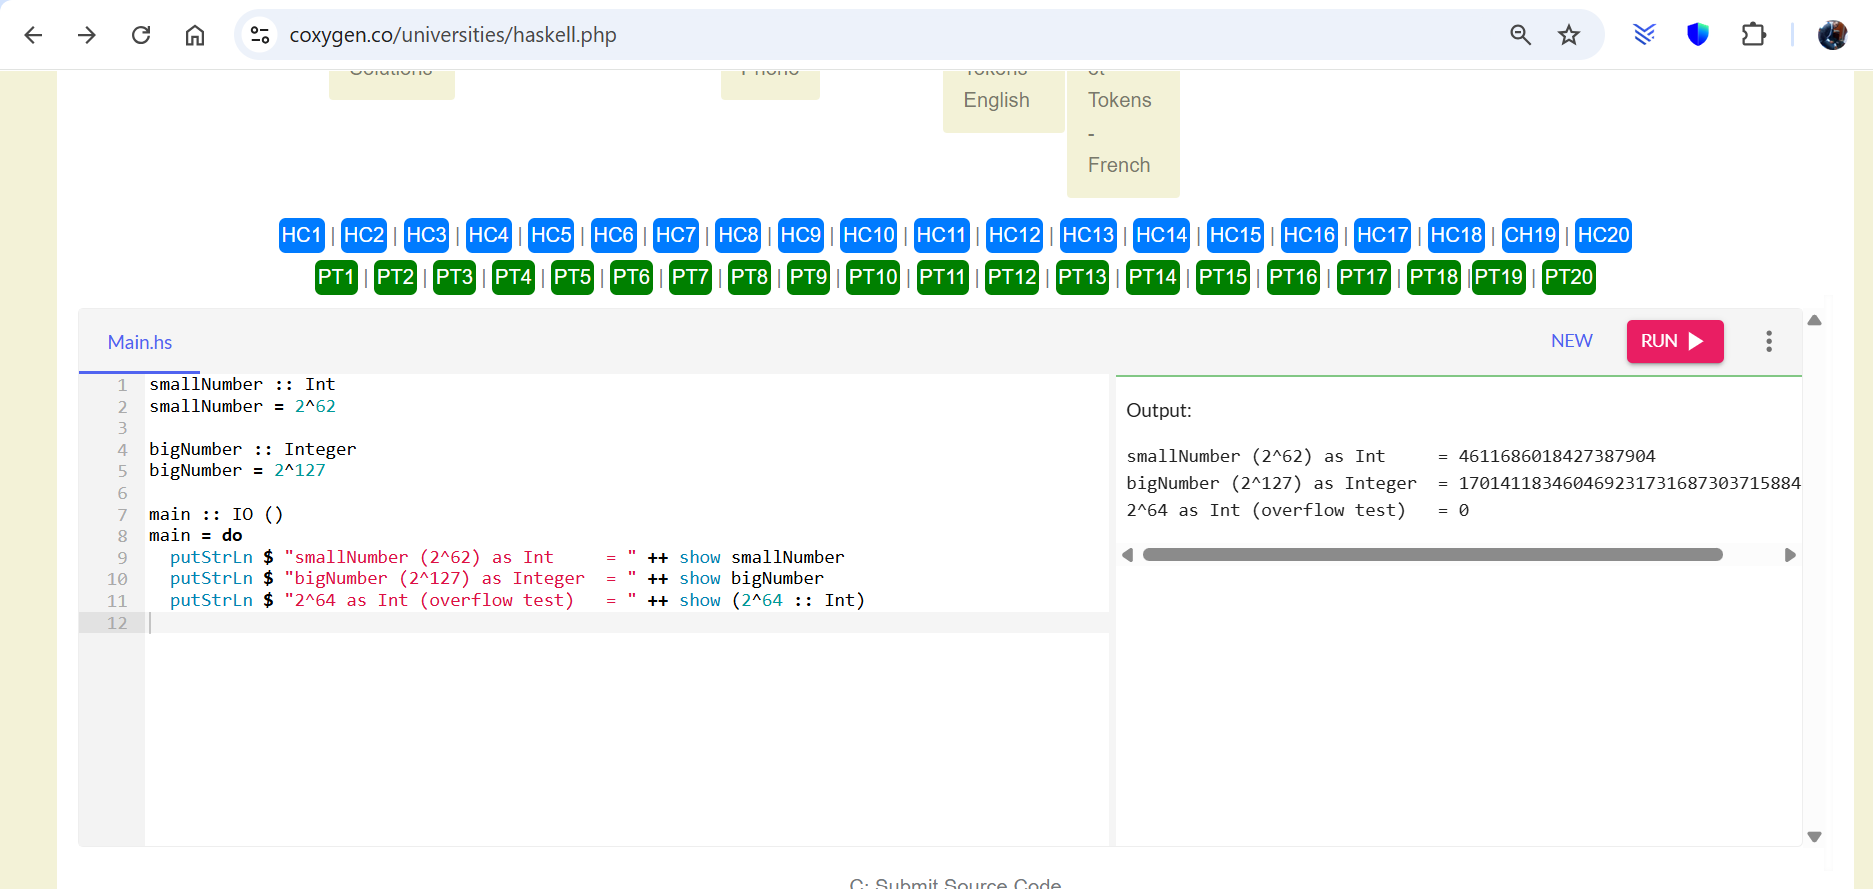 coxygen.co/universities/haskell.php
Solutions
Phone
Tokens
English
Tokens
-
French
HC1 | HC2 | HC3 | HC4 | HC5 | HC6 | HC7 | HC8 | HC9 | HC10 | HC11 | HC12 | HC13 | HC14 | HC15 | HC16 | HC17 | HC18 | CH19 | HC20
PT1 | PT2 | PT3 | PT4 | PT5 | PT6 | PT7 | PT8 | PT9 | PT10 | PT11 | PT12 | PT13 | PT14 | PT15 | PT16 | PT17 | PT18 |PT19 | PT20
Main.hs
NEW
RUN
1 smallNumber :: Int
2 smallNumber = 2^62
3
4 bigNumber :: Integer
5 bigNumber = 2^127
6
7 main :: IO ()
8 main = do
9   putStrLn $ "smallNumber (2^62) as Int     = " ++ show smallNumber
10   putStrLn $ "bigNumber (2^127) as Integer  = " ++ show bigNumber
11   putStrLn $ "2^64 as Int (overflow test)   = " ++ show (2^64 :: Int)
12
Output:
smallNumber (2^62) as Int     = 4611686018427387904
bigNumber (2^127) as Integer  = 170141183460469231731687303715884
2^64 as Int (overflow test)   = 0
C: Submit Source Code